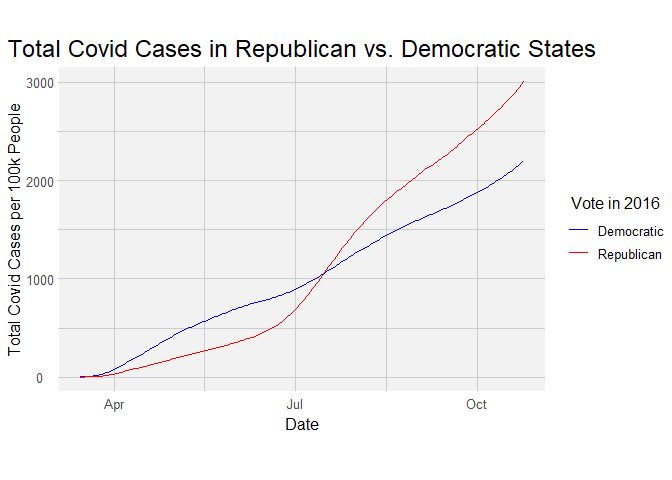 Total Covid Cases in Republican vs. Democratic States
Total Covid Cases per 100k People
3000
2000
1000
0
Apr
Jul
Oct
Date
Vote in 2016
Democratic
Republican